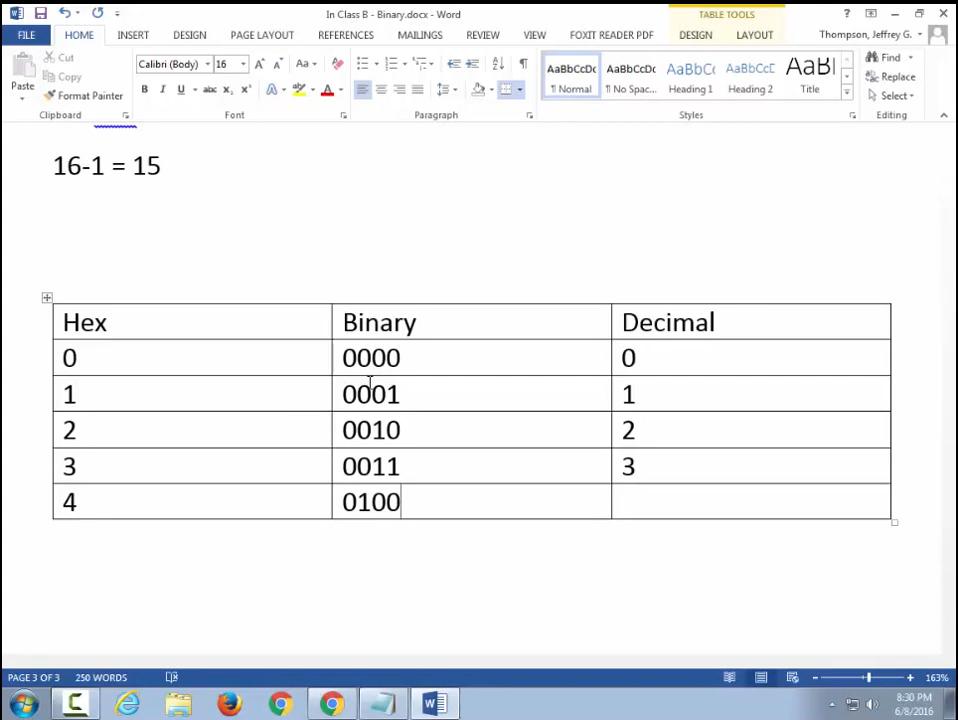 In Class B - Binary.docx - Word
TABLE TOOLS
?
FILE HOME INSERT DESIGN PAGE LAYOUT REFERENCES MAILINGS REVIEW VIEW FOXIT READER PDF DESIGN LAYOUT Thompson, Jeffrey G.
Paste
Cut
Copy
Format Painter
Clipboard
Calibri (Body) 16 A A Aa
B I U abc x₂ x² A A
Font
Paragraph
AaBbCcDc AaBbCcDc AaBbCc AaBbCcE AaBl
¶ Normal ¶ No Spac... Heading 1 Heading 2 Title
Styles
Find
Replace
Select
Editing
16-1 = 15
Hex Binary Decimal
0 0000 0
1 0001 1
2 0010 2
3 0011 3
4 0100
PAGE 3 OF 3 250 WORDS 163%
8:30 PM
6/8/2016